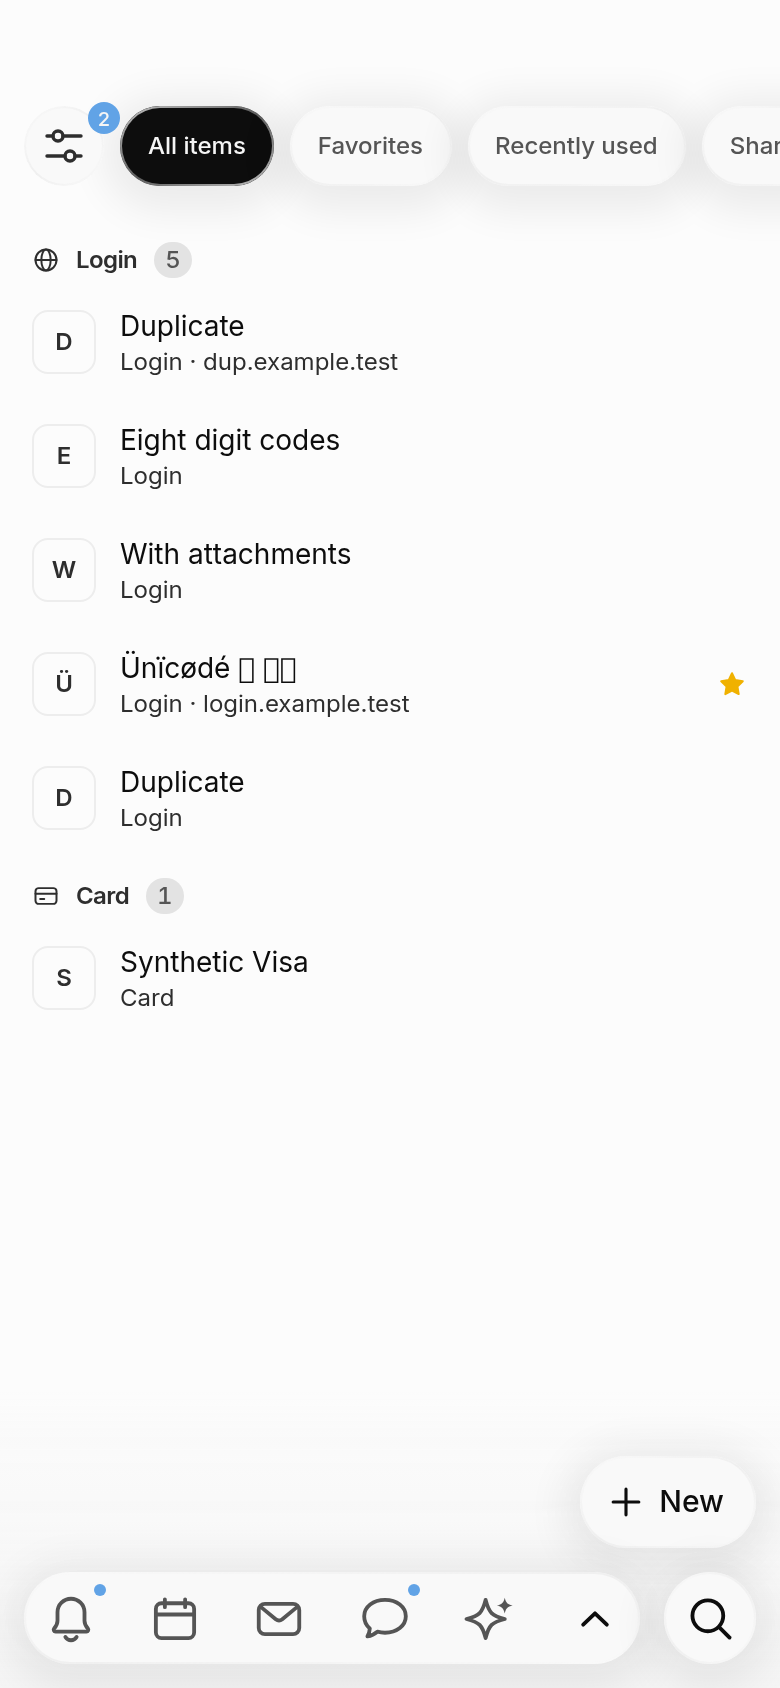 2
All items
Favorites
Recently used
Shar
Login 5
D
Duplicate
Login · dup.example.test
E
Eight digit codes
Login
W
With attachments
Login
Ü
Ünïcødé
Login · login.example.test
D
Duplicate
Login
Card 1
S
Synthetic Visa
Card
New